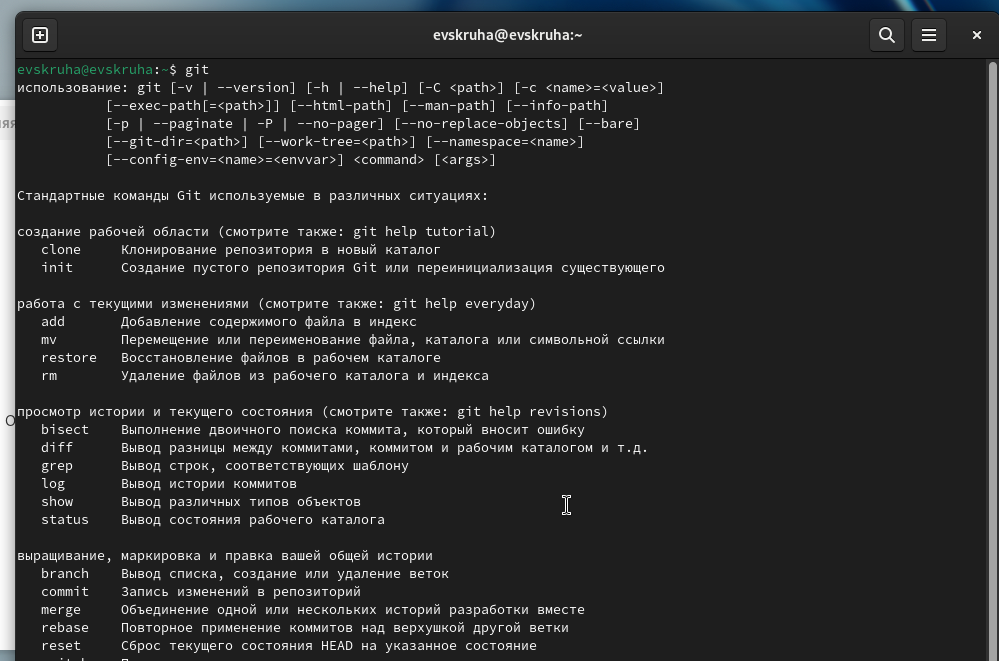 evskruha@evskruha:~
evskruha@evskruha:~$ git
использование: git [-v | --version] [-h | --help] [-C <path>] [-c <name>=<value>]
           [--exec-path[=<path>]] [--html-path] [--man-path] [--info-path]
           [-p | --paginate | -P | --no-pager] [--no-replace-objects] [--bare]
           [--git-dir=<path>] [--work-tree=<path>] [--namespace=<name>]
           [--config-env=<name>=<envvar>] <command> [<args>]
Стандартные команды Git используемые в различных ситуациях:
создание рабочей области (смотрите также: git help tutorial)
   clone     Клонирование репозитория в новый каталог
   init      Создание пустого репозитория Git или переинициализация существующего
работа с текущими изменениями (смотрите также: git help everyday)
   add       Добавление содержимого файла в индекс
   mv        Перемещение или переименование файла, каталога или символьной ссылки
   restore   Восстановление файлов в рабочем каталоге
   rm        Удаление файлов из рабочего каталога и индекса
просмотр истории и текущего состояния (смотрите также: git help revisions)
   bisect    Выполнение двоичного поиска коммита, который вносит ошибку
   diff      Вывод разницы между коммитами, коммитом и рабочим каталогом и т.д.
   grep      Вывод строк, соответствующих шаблону
   log       Вывод истории коммитов
   show      Вывод различных типов объектов
   status    Вывод состояния рабочего каталога
выращивание, маркировка и правка вашей общей истории
   branch    Вывод списка, создание или удаление веток
   commit    Запись изменений в репозиторий
   merge     Объединение одной или нескольких историй разработки вместе
   rebase    Повторное применение коммитов над верхушкой другой ветки
   reset     Сброс текущего состояния HEAD на указанное состояние